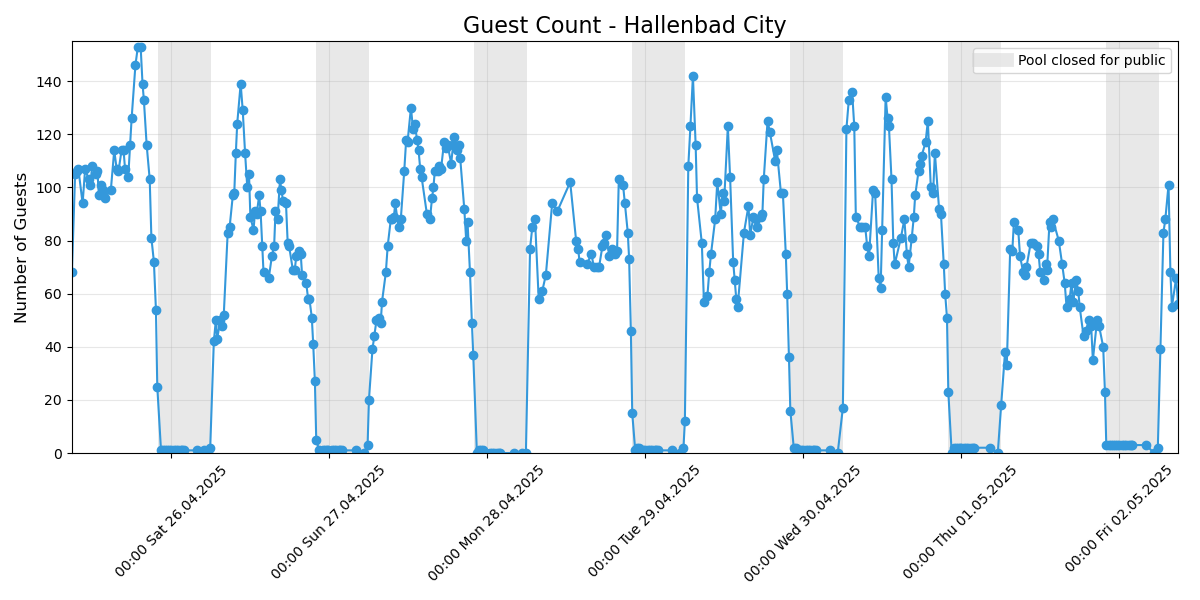 Guest Count - Hallenbad City
Pool closed for public
Number of Guests
140
120
100
80
60
40
20
0
00:00 Sat 26.04.2025
00:00 Sun 27.04.2025
00:00 Mon 28.04.2025
00:00 Tue 29.04.2025
00:00 Wed 30.04.2025
00:00 Thu 01.05.2025
00:00 Fri 02.05.2025